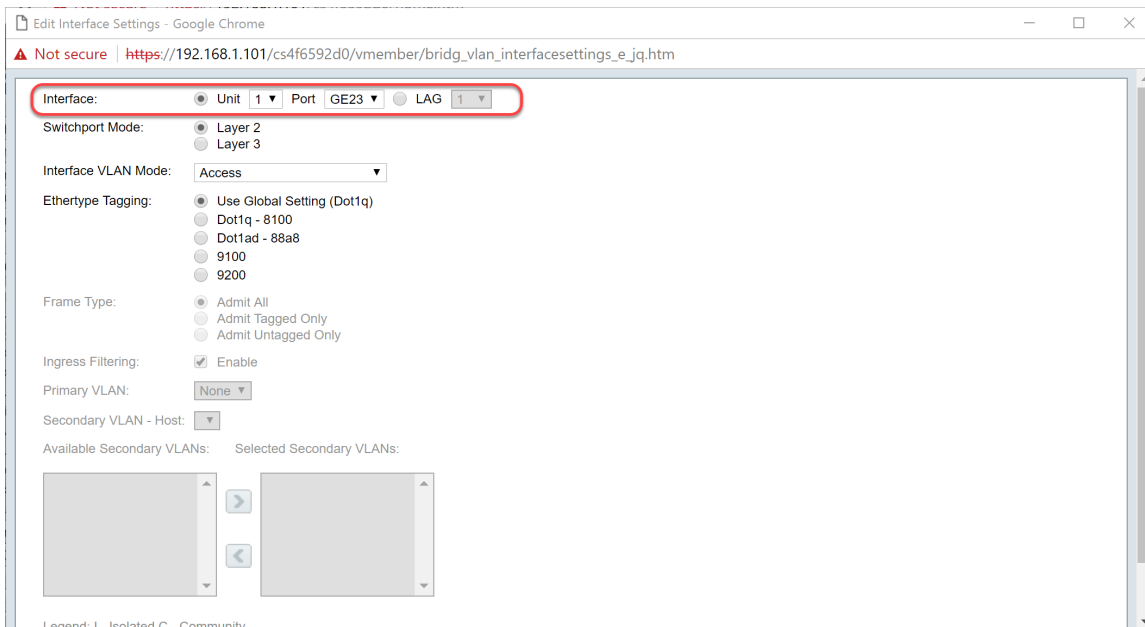 Edit Interface Settings - Google Chrome
Not secure | https://192.168.1.101/cs4f6592d0/vmember/bridg_vlan_interfacesettings_e_jq.htm
Interface: Unit 1 Port GE23 LAG 1
Switchport Mode: Layer 2
Layer 3
Interface VLAN Mode: Access
Ethertype Tagging: Use Global Setting (Dot1q)
Dot1q - 8100
Dot1ad - 88a8
9100
9200
Frame Type: Admit All
Admit Tagged Only
Admit Untagged Only
Ingress Filtering: Enable
Primary VLAN: None
Secondary VLAN - Host:
Available Secondary VLANs: Selected Secondary VLANs:
Legend: I - Isolated C - Community